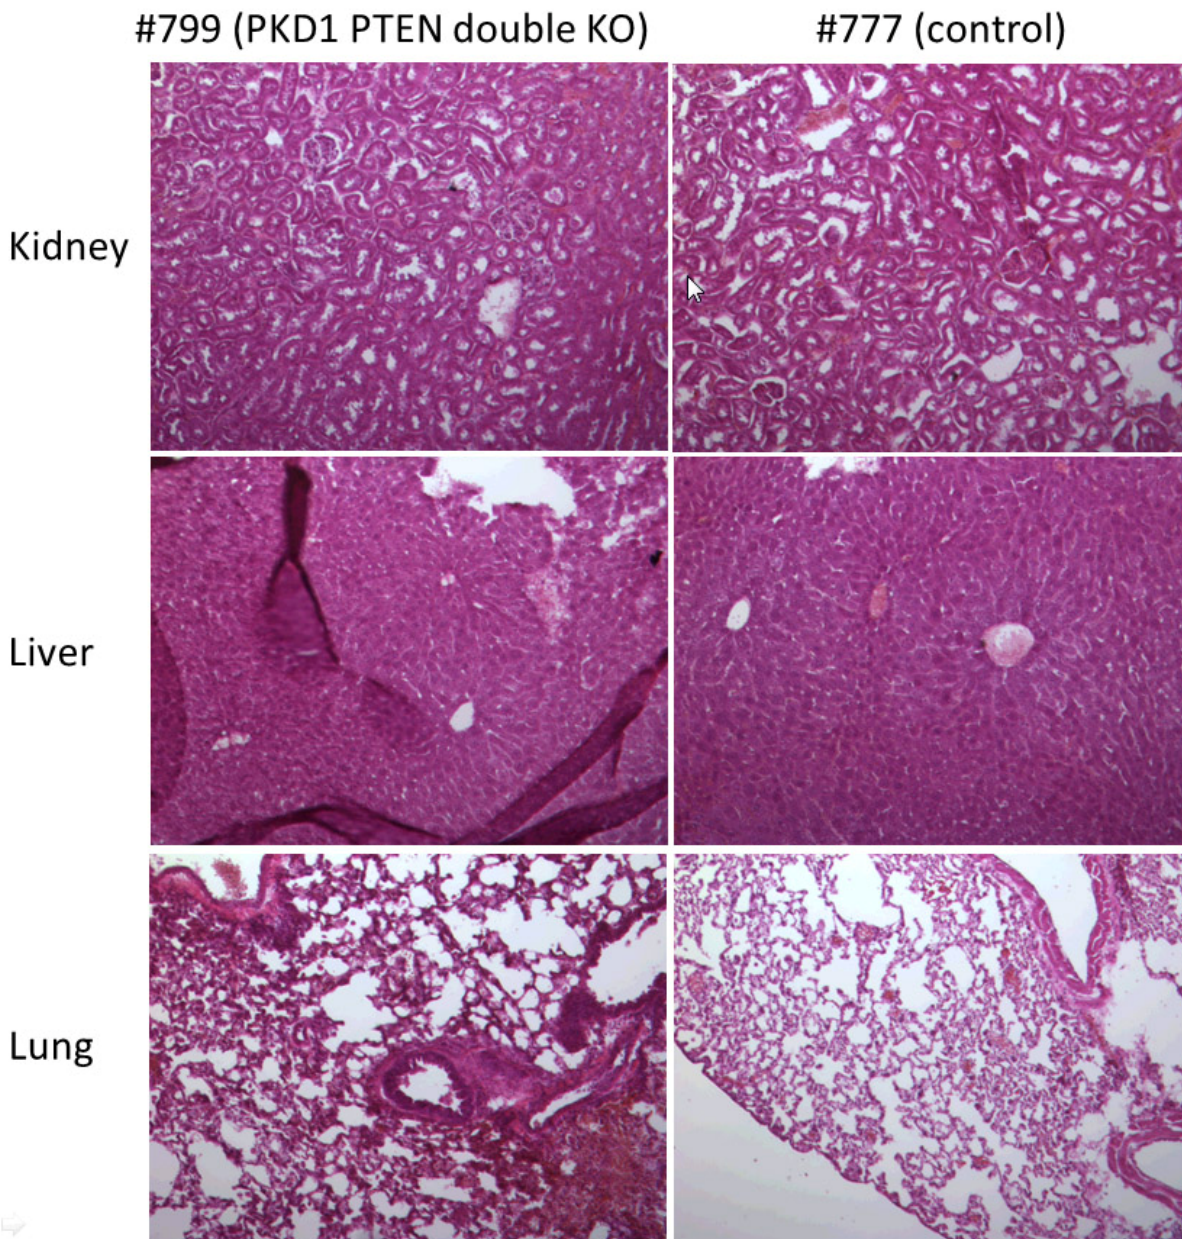 #799 (PKD1 PTEN double KO)
#777 (control)
Kidney
Liver
Lung